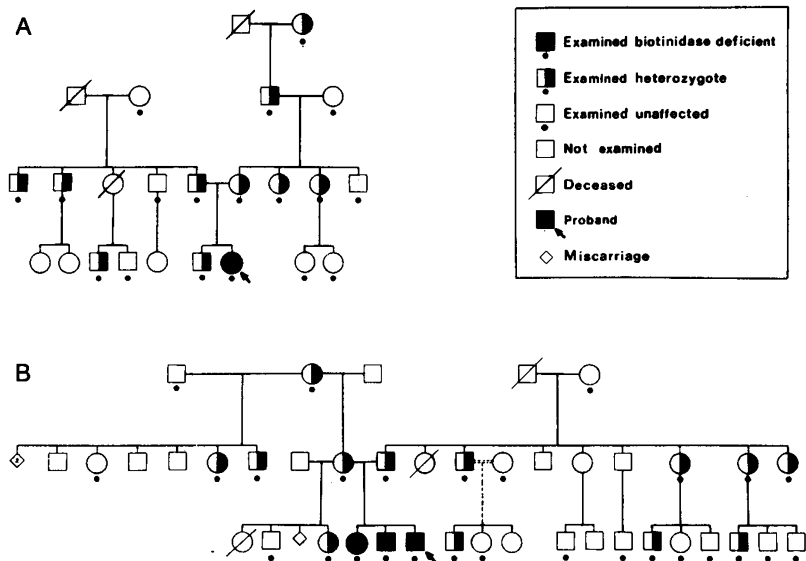 A
Examined biotinidase deficient
Examined heterozygote
Examined unaffected
Not examined
Deceased
Proband
Miscarriage
B